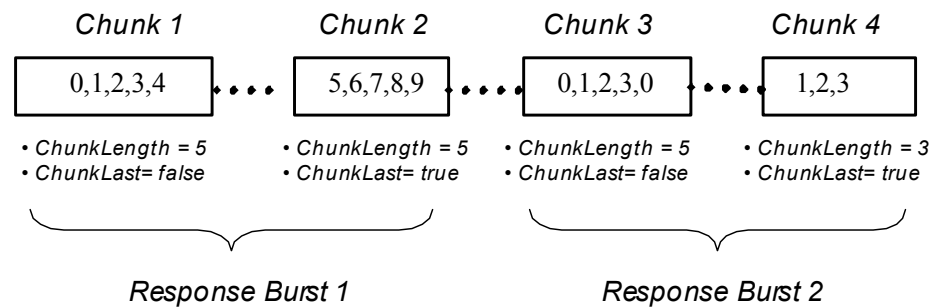 Chunk 1 Chunk 2 Chunk 3 Chunk 4
0,1,2,3,4 5,6,7,8,9 0,1,2,3,0 1,2,3
• ChunkLength = 5 • ChunkLength = 5 • ChunkLength = 5 • ChunkLength = 3
• ChunkLast= false • ChunkLast= true • ChunkLast= false • ChunkLast= true
Response Burst 1 Response Burst 2